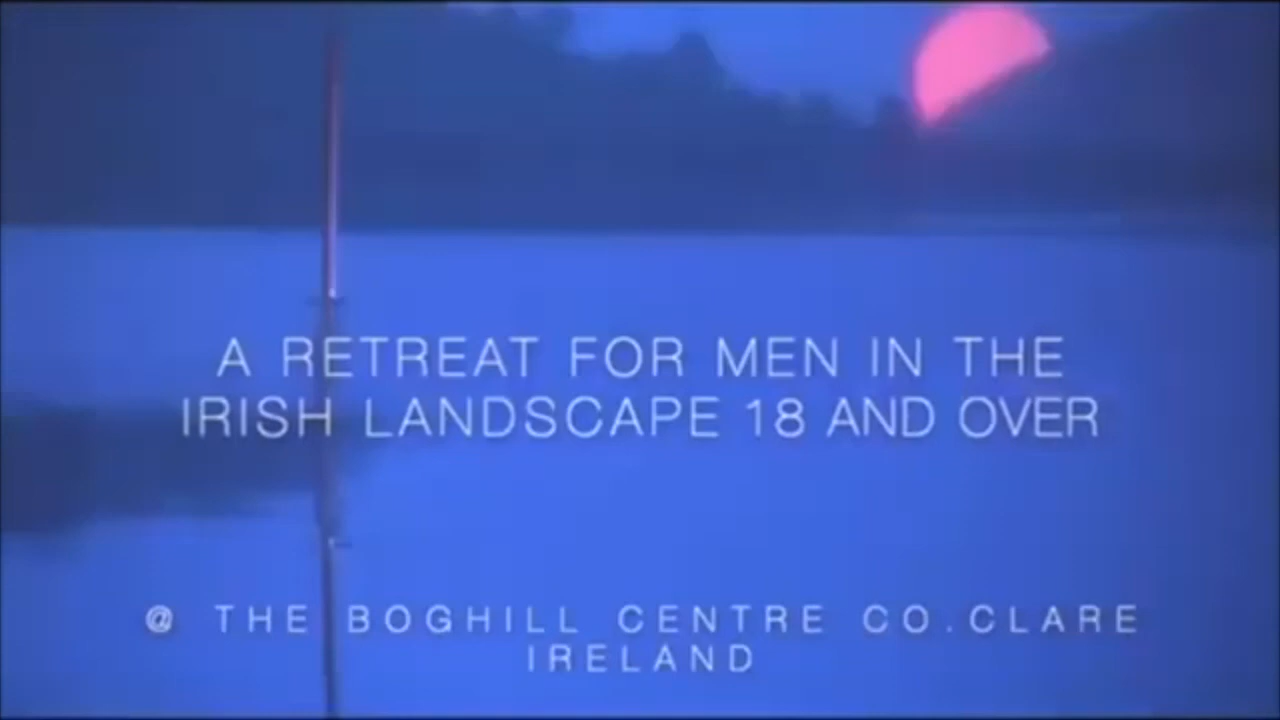 A RETREAT FOR MEN IN THE
IRISH LANDSCAPE 18 AND OVER
@ THE BOGHILL CENTRE CO.CLARE
IRELAND